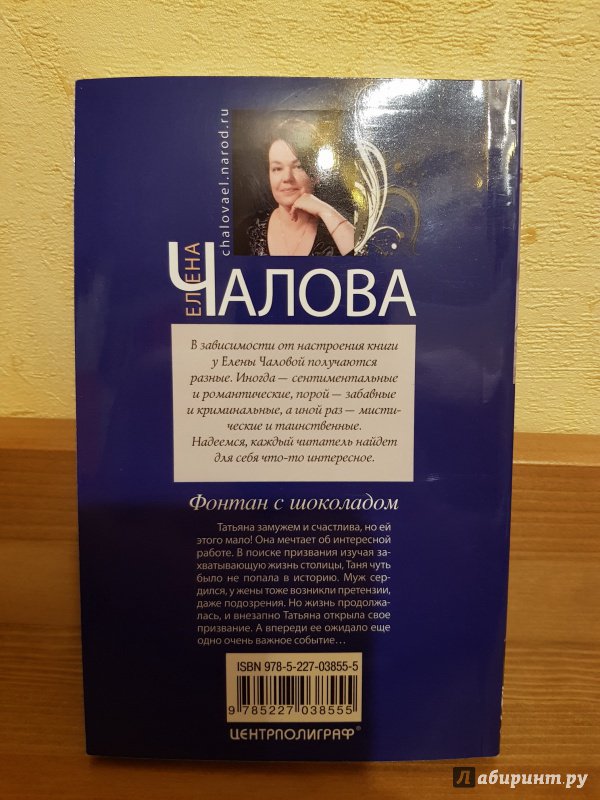 chalovael.narod.ru
ЕЛЕНА
ЧАЛОВА
В зависимости от настроения книги
у Елены Чаловой получаются
разные. Иногда — сентиментальные
и романтические, порой — забавные
и криминальные, а иной раз — мисти-
ческие и таинственные.
Надеемся, каждый читатель найдет
для себя что-то интересное.
Фонтан с шоколадом
Татьяна замужем и счастлива, но ей
этого мало! Она мечтает об интересной
работе. В поиске призвания изучая за-
хватывающую жизнь столицы, Таня чуть
было не попала в историю. Муж сер-
дился, у жены тоже возникли претензии,
даже подозрения. Но жизнь продолжа-
лась, и внезапно Татьяна открыла свое
призвание. А впереди ее ожидало еще
одно очень важное событие…
ISBN 978-5-227-03855-5
9 785227 038555
ЦЕНТРПОЛИГРАФ®
Лабиринт.ру